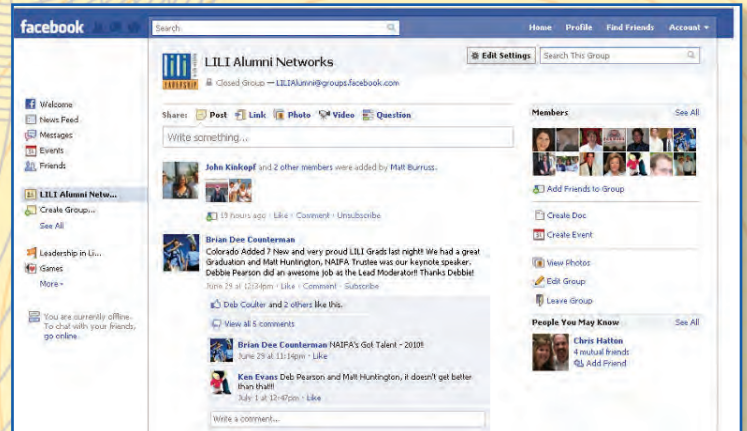 facebook
Search
Home Profile Find Friends Account
LILI Alumni Networks
Edit Settings
Search This Group
Closed Group — LILIAlumni@groups.facebook.com
lili
LEADERSHIP
Welcome
News Feed
Messages
Events
Friends
LILI Alumni Netw...
Create Group...
See All
Leadership in Li...
Games
More
You are currently offline.
To chat with your friends,
go online.
Share: Post Link Photo Video Question
Write something...
John Kinkopf and 2 other members were added by Matt Burruss.
19 hours ago · Like · Comment · Unsubscribe
Brian Dee Counterman
Colorado Added 7 New and very proud LILI Grads last night!! We had a great
Graduation and Matt Huntington, NAIFA Trustee was our keynote speaker.
Debbie Pearson did an awesome job as the Lead Moderator!! Thanks Debbie!
June 29 at 12:34pm · Like · Comment · Subscribe
Deb Coulter and 2 others like this.
View all 5 comments
Brian Dee Counterman NAIFA's Got Talent - 2010!!
June 29 at 11:14pm · Like
Ken Evans Deb Pearson and Matt Huntington, it doesn't get better
than that!!!
July 1 at 12:47pm · Like
Write a comment...
Members See All
Add Friends to Group
Create Doc
Create Event
View Photos
Edit Group
Leave Group
People You May Know See All
Chris Hatton
4 mutual friends
Add Friend